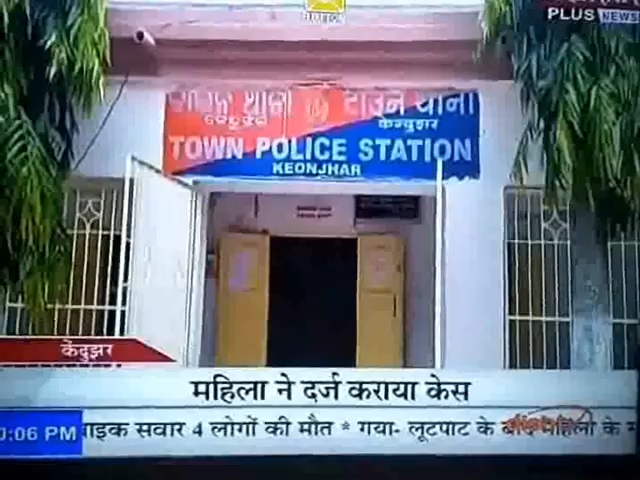 PLUS NEWS
टाउन थाना
केन्दुझर
TOWN POLICE STATION
KEONJHAR
केंदुझर
महिला ने दर्ज कराया केस
0:06 PM
बाइक सवार 4 लोगों की मौत * गया- लूटपाट के बाद महिला के